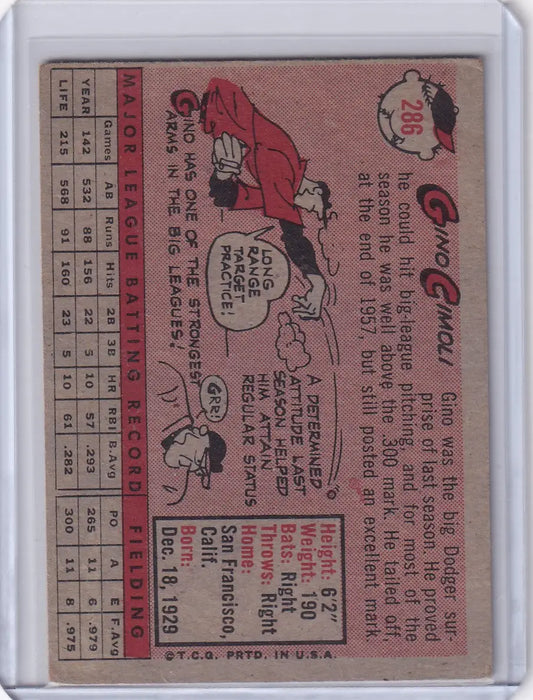 286
GINO CIMOLI
Gino was the big Dodger sur-
prise of last season. He proved
he could hit big-league pitching, and for most of the
season he was well above the .300 mark. He tailed off,
at the end of 1957, but still posted an excellent mark.
LONG
RANGE
TARGET
PRACTICE!
GINO HAS ONE OF THE STRONGEST
ARMS IN THE BIG LEAGUES!
A DETERMINED
ATTITUDE LAST
SEASON HELPED
HIM ATTAIN
REGULAR STATUS
GRR!
Height: 6'2"
Weight: 190
Bats: Right
Throws: Right
Home:
San Francisco,
Calif.
Born:
Dec. 18, 1929
MAJOR LEAGUE BATTING RECORD FIELDING
Games AB Runs Hits 2B 3B HR RBI B.Avg PO A E F.Avg
YEAR 142 532 88 156 22 5 10 57 .293 265 11 6 .979
LIFE 215 568 91 160 23 5 10 61 .282 300 11 8 .975
©T.C.G. PRTD. IN U.S.A.